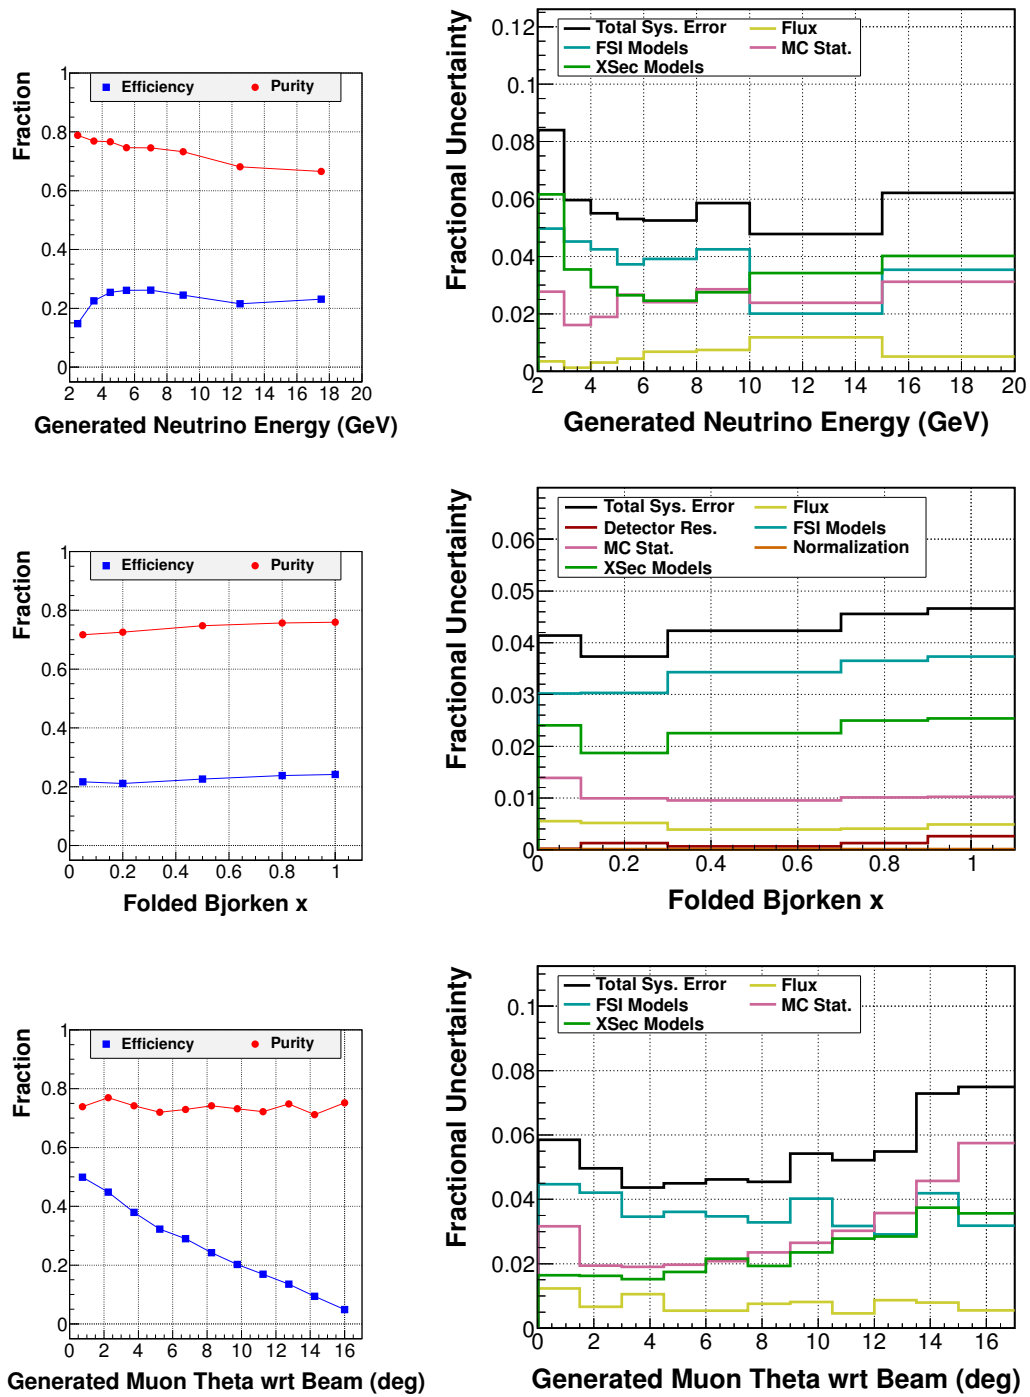 Fraction
Efficiency Purity
1
0.8
0.6
0.4
0.2
0
2 4 6 8 10 12 14 16 18 20
Generated Neutrino Energy (GeV)
Fractional Uncertainty
Total Sys. Error Flux
FSI Models MC Stat.
XSec Models
0.12
0.1
0.08
0.06
0.04
0.02
0
2 4 6 8 10 12 14 16 18 20
Generated Neutrino Energy (GeV)
Fraction
Efficiency Purity
1
0.8
0.6
0.4
0.2
0
0 0.2 0.4 0.6 0.8 1
Folded Bjorken x
Fractional Uncertainty
Total Sys. Error Flux
Detector Res. FSI Models
MC Stat. Normalization
XSec Models
0.06
0.05
0.04
0.03
0.02
0.01
0
0.2 0.4 0.6 0.8 1
Folded Bjorken x
Fraction
Efficiency Purity
1
0.8
0.6
0.4
0.2
0
0 2 4 6 8 10 12 14 16
Generated Muon Theta wrt Beam (deg)
Fractional Uncertainty
Total Sys. Error Flux
FSI Models MC Stat.
XSec Models
0.1
0.08
0.06
0.04
0.02
0
0 2 4 6 8 10 12 14 16
Generated Muon Theta wrt Beam (deg)